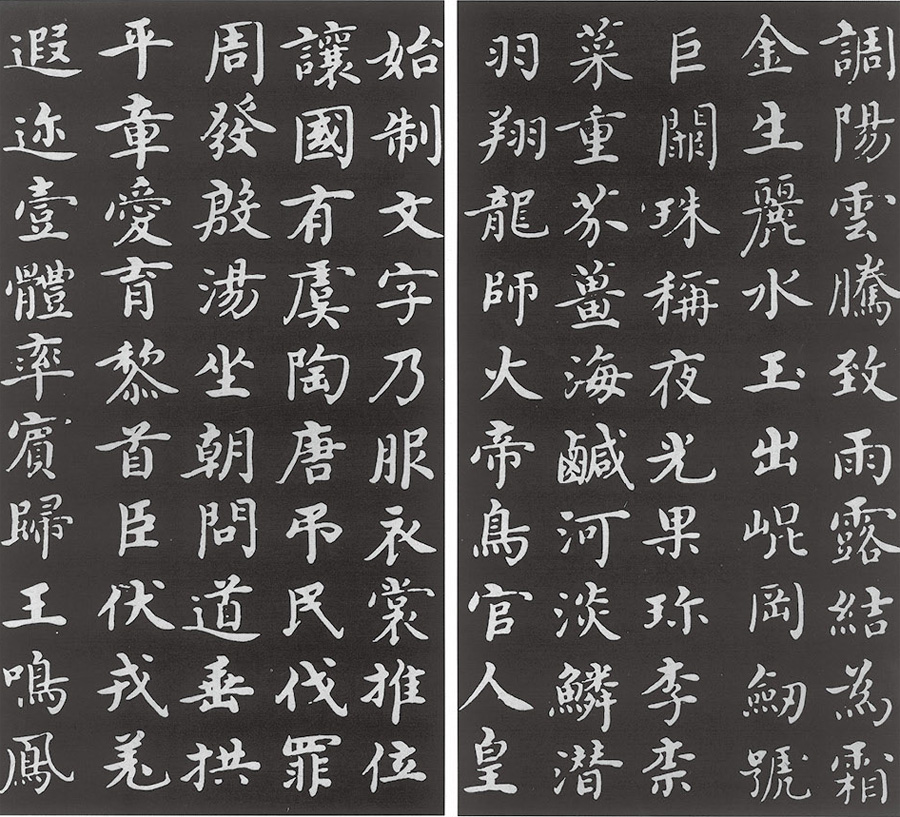 調陽雲騰致雨露結為霜
金生麗水玉出崐岡劒號
巨闕珠稱夜光果珎李柰
菜重芥薑海鹹河淡鱗潜
羽翔龍師火帝鳥官人皇
始制文字乃服衣裳推位
讓國有虞陶唐吊民伐罪
周發殷湯坐朝問道垂拱
平章愛育黎首臣伏戎羌
遐迩壹體率賓歸王鳴鳳